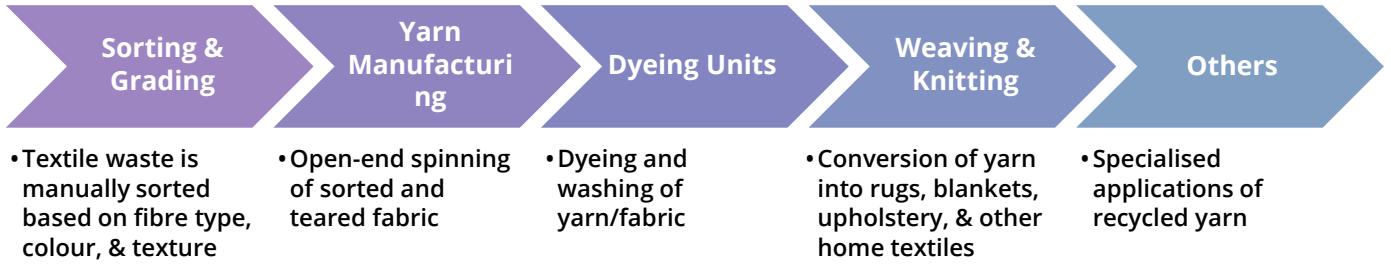 Sorting &
Grading
Yarn
Manufacturi
ng
Dyeing Units
Weaving &
Knitting
Others
• Textile waste is
manually sorted
based on fibre type,
colour, & texture
• Open-end spinning
of sorted and
teared fabric
• Dyeing and
washing of
yarn/fabric
• Conversion of yarn
into rugs, blankets,
upholstery, & other
home textiles
• Specialised
applications of
recycled yarn